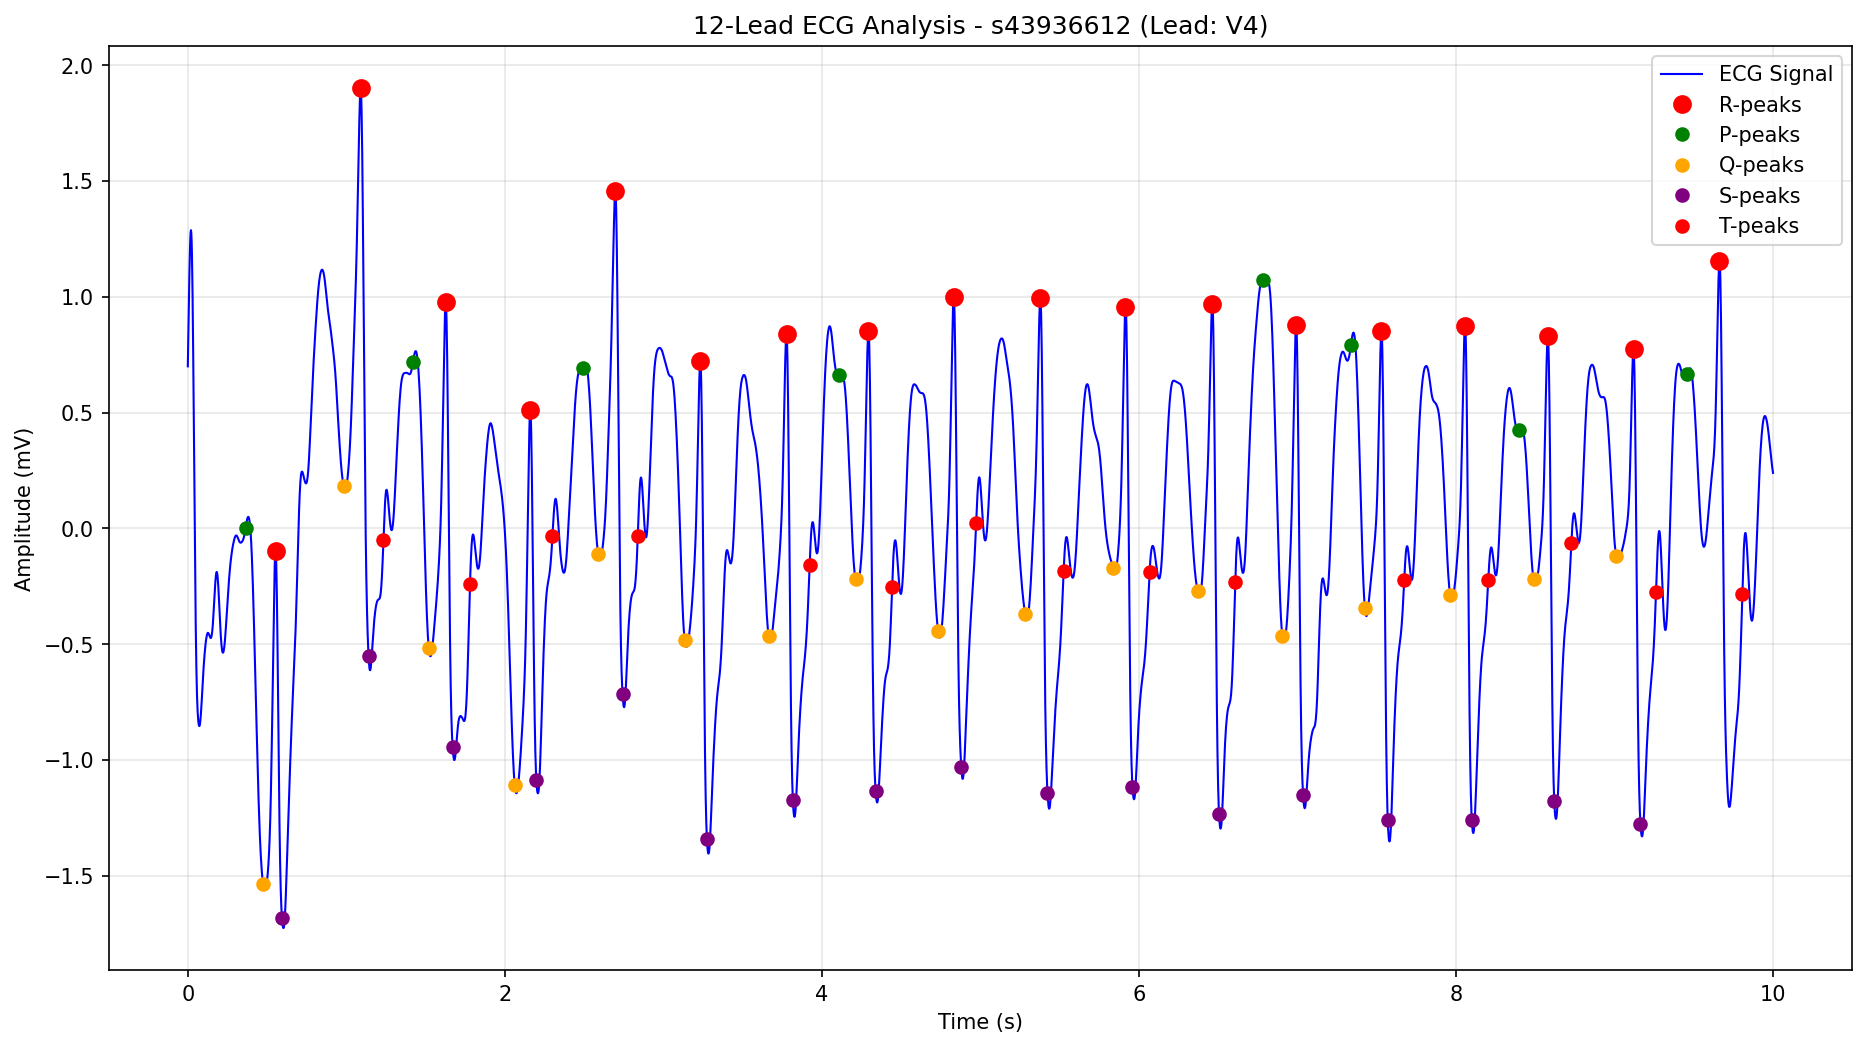 12-Lead ECG Analysis - s43936612 (Lead: V4)
Amplitude (mV)
2.0
1.5
1.0
0.5
0.0
−0.5
−1.0
−1.5
0
2
4
6
8
10
Time (s)
ECG Signal
R-peaks
P-peaks
Q-peaks
S-peaks
T-peaks